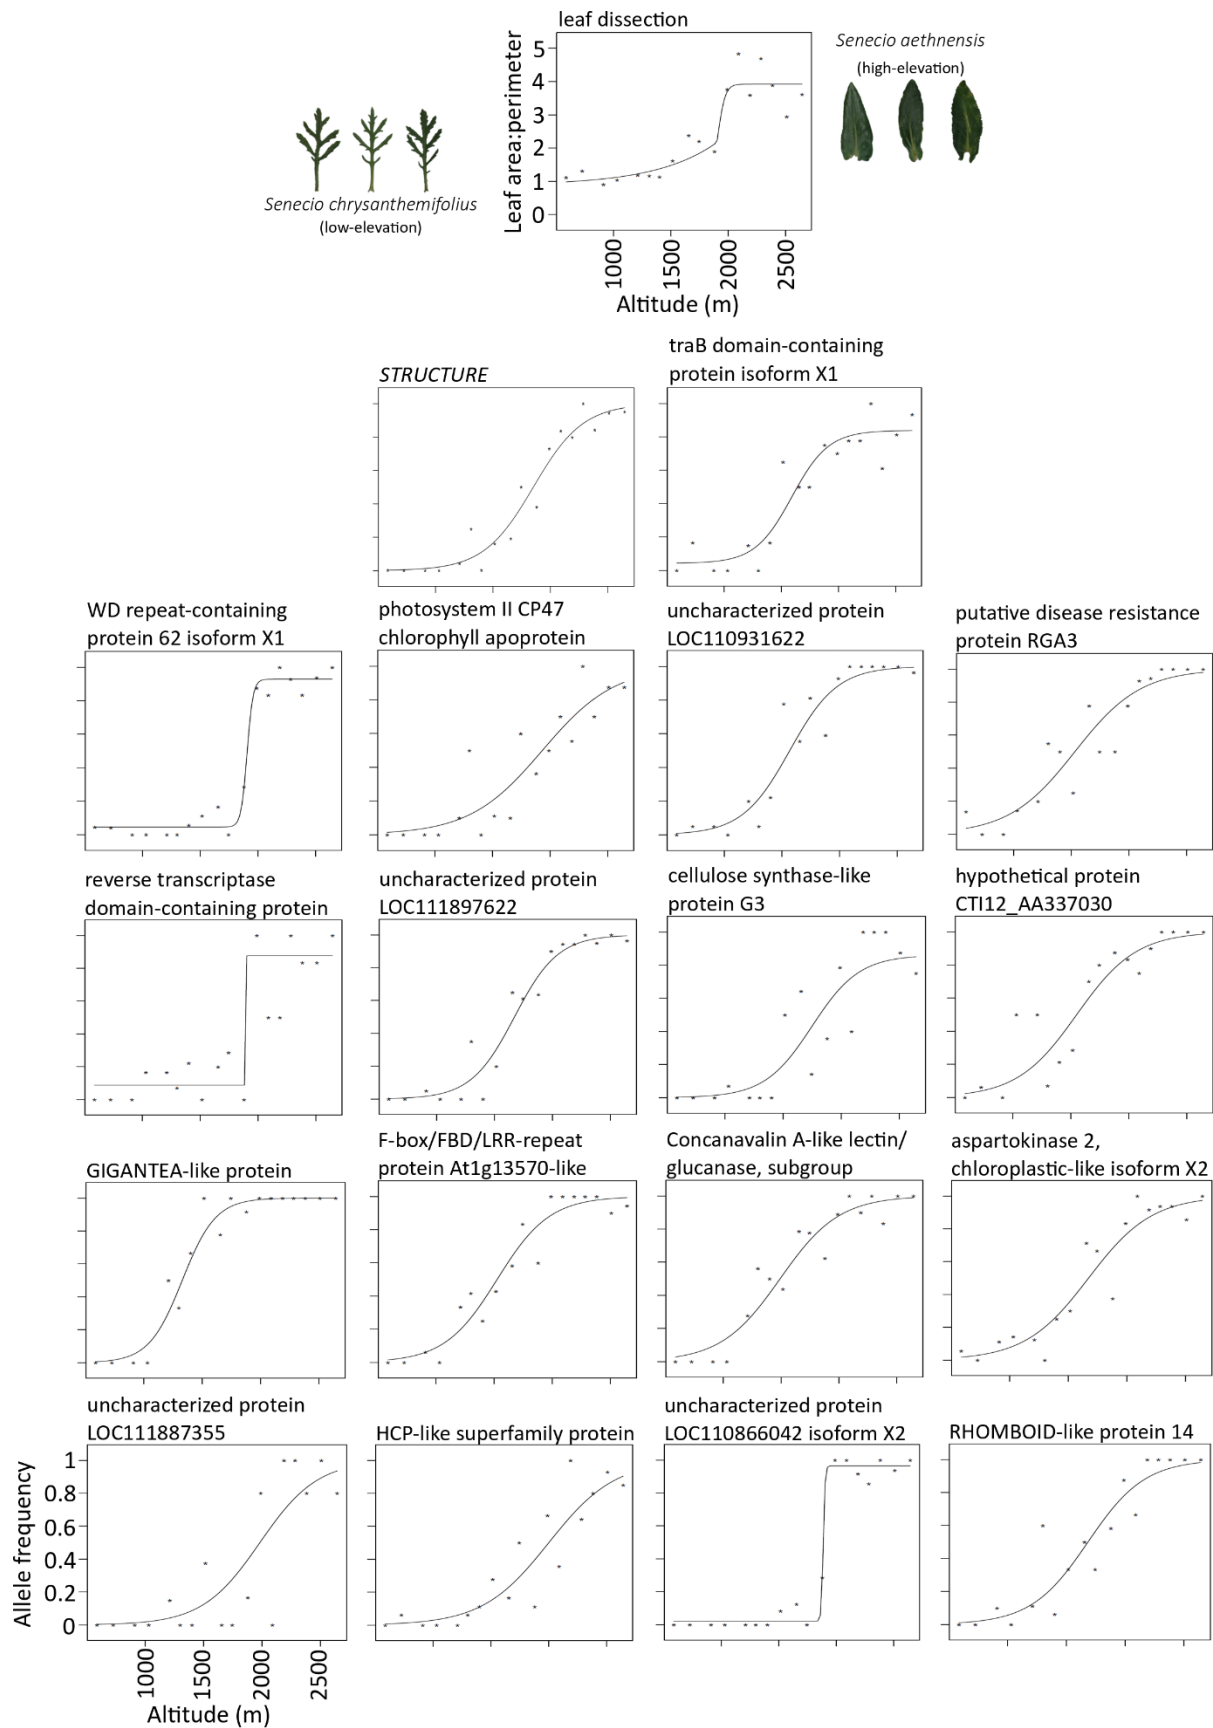 leaf dissection
Senecio aethnensis
(high-elevation)
Senecio chrysanthemifolius
(low-elevation)
Leaf area:perimeter
5
4
3
2
1
0
1000
1500
2000
2500
Altitude (m)
STRUCTURE
traB domain-containing
protein isoform X1
WD repeat-containing
protein 62 isoform X1
photosystem II CP47
chlorophyll apoprotein
uncharacterized protein
LOC110931622
putative disease resistance
protein RGA3
reverse transcriptase
domain-containing protein
uncharacterized protein
LOC111897622
cellulose synthase-like
protein G3
hypothetical protein
CTI12_AA337030
GIGANTEA-like protein
F-box/FBD/LRR-repeat
protein At1g13570-like
Concanavalin A-like lectin/
glucanase, subgroup
aspartokinase 2,
chloroplastic-like isoform X2
uncharacterized protein
LOC111887355
HCP-like superfamily protein
uncharacterized protein
LOC110866042 isoform X2
RHOMBOID-like protein 14
Allele frequency
1
0.8
0.6
0.4
0.2
0
1000
1500
2000
2500
Altitude (m)